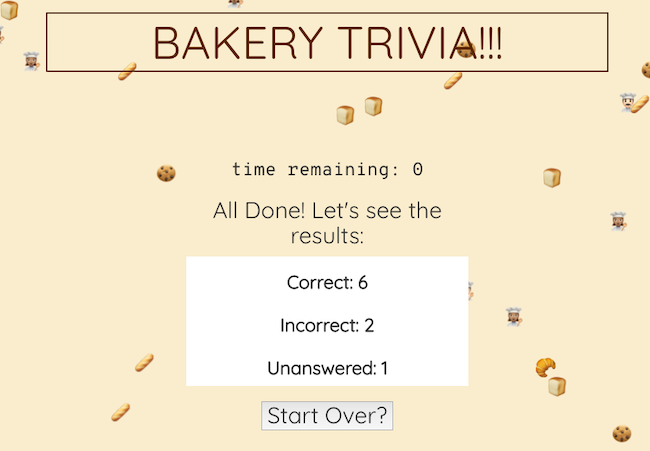 BAKERY TRIVIA!!!
time remaining: 0
All Done! Let's see the
results:
Correct: 6
Incorrect: 2
Unanswered: 1
Start Over?